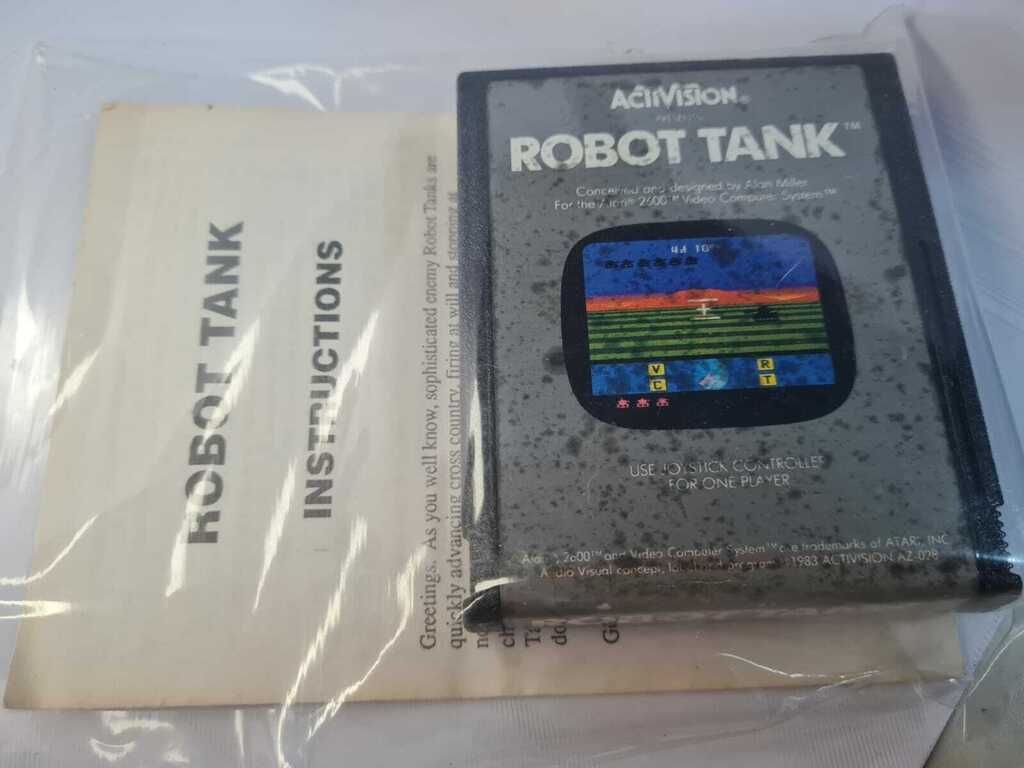 ROBOT TANK
INSTRUCTIONS
Greetings. As you well know, sophisticated enemy Robot Tanks are
quickly advancing cross country, firing at will and stopping at
ACTIVISION®
PRESENTS
ROBOT TANK™
Conceived and designed by Alan Miller
For the Atari® 2600™ Video Computer System™
V
R
C
T
USE JOYSTICK CONTROLLER
FOR ONE PLAYER
Atari® 2600™ and Video Computer System™ are trademarks of ATARI, INC
Audio Visual concept, program ©1983 ACTIVISION AZ-028